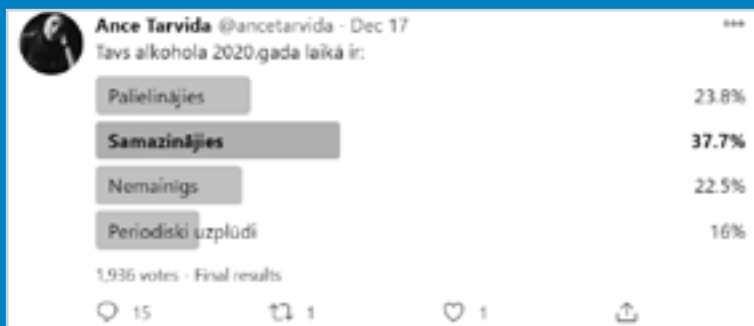 Ance Tarvida @ancetarvida · Dec 17
Tavs alkohola 2020.gada laikā ir:
Palielinājies 23.8%
Samazinājies 37.7%
Nemainīgs 22.5%
Periodiski uzplūdi 16%
1,936 votes · Final results
15 1 1